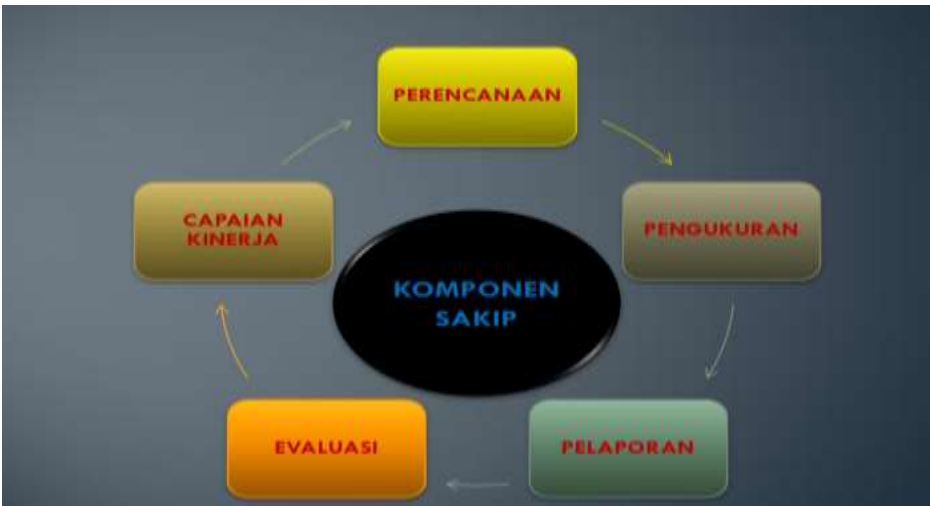 PERENCANAAN
PENGUKURAN
PELAPORAN
EVALUASI
CAPAIAN
KINERJA
KOMPONEN
SAKIP